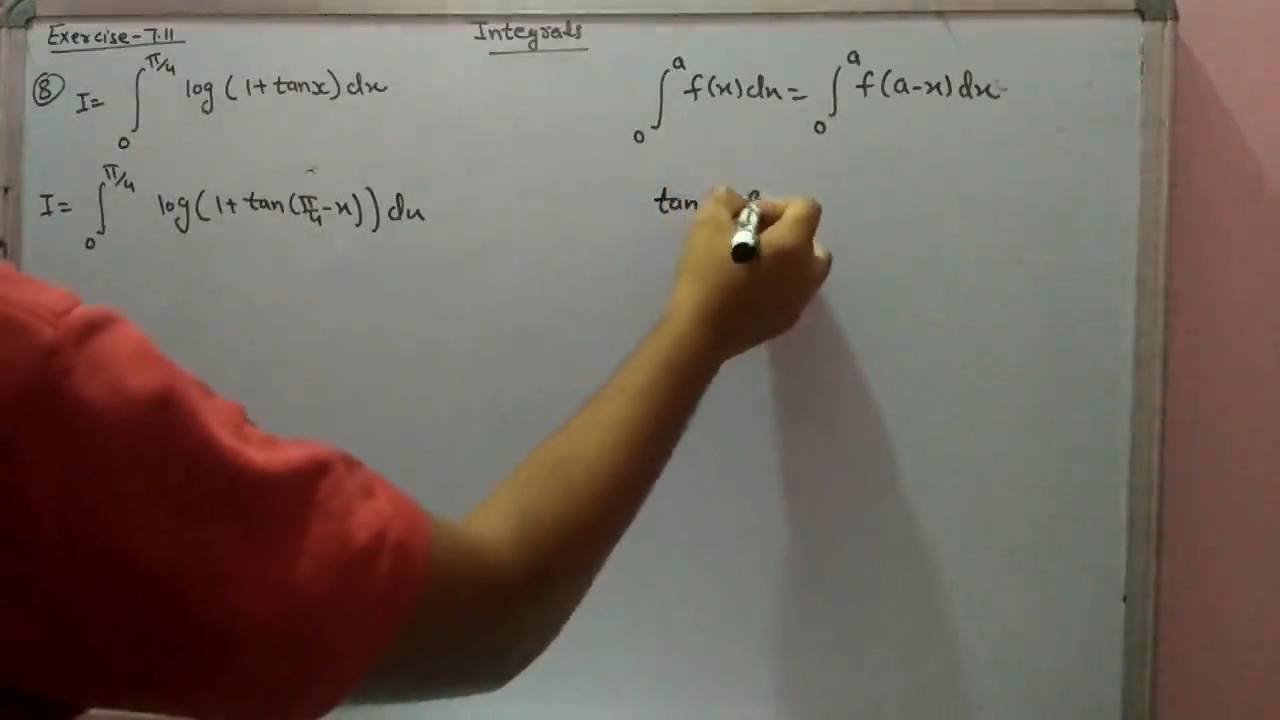 Exercise-7.11
Integrals
⑧ I= ∫₀^π/4 log (1+tanx) dx
∫₀^a f(x) dx = ∫₀^a f(a-x) dx
I= ∫₀^π/4 log(1+tan(π/4-x)) dx
tan